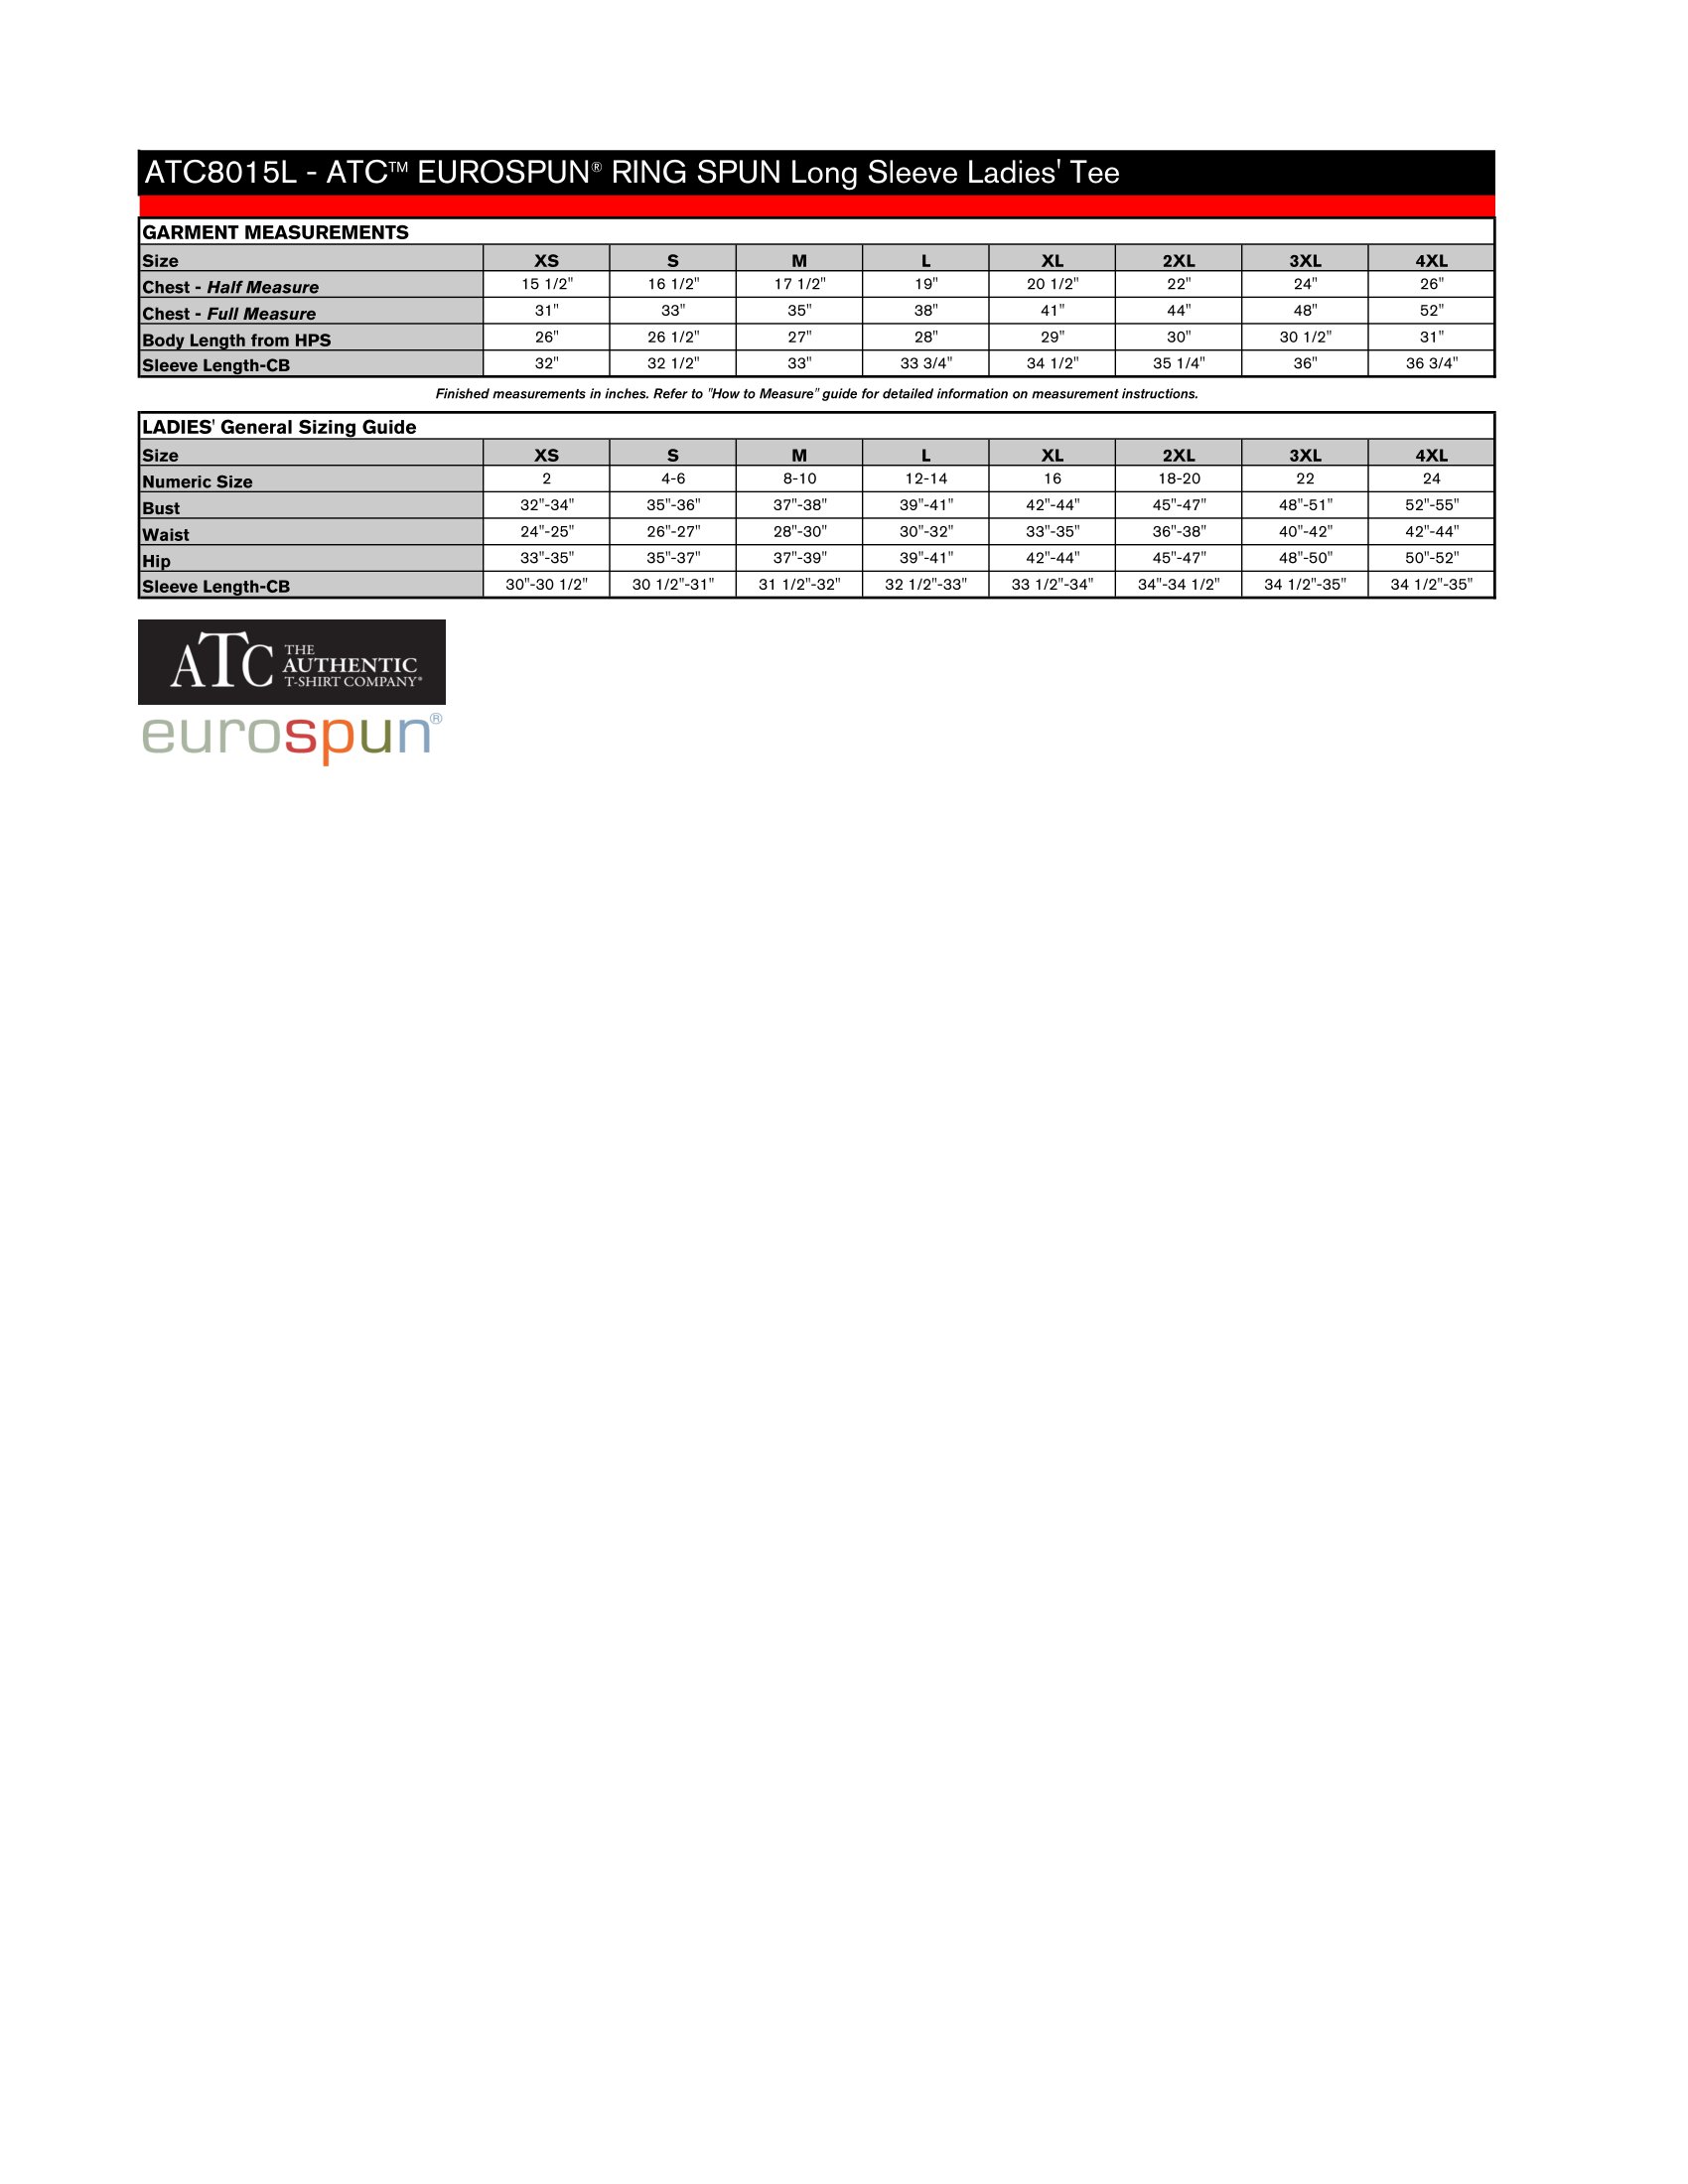 ATC8015L - ATC™ EUROSPUN® RING SPUN Long Sleeve Ladies' Tee
GARMENT MEASUREMENTS
Size XS S M L XL 2XL 3XL 4XL
Chest - Half Measure 15 1/2" 16 1/2" 17 1/2" 19" 20 1/2" 22" 24" 26"
Chest - Full Measure 31" 33" 35" 38" 41" 44" 48" 52"
Body Length from HPS 26" 26 1/2" 27" 28" 29" 30" 30 1/2" 31"
Sleeve Length-CB 32" 32 1/2" 33" 33 3/4" 34 1/2" 35 1/4" 36" 36 3/4"
Finished measurements in inches. Refer to "How to Measure" guide for detailed information on measurement instructions.
LADIES' General Sizing Guide
Size XS S M L XL 2XL 3XL 4XL
Numeric Size 2 4-6 8-10 12-14 16 18-20 22 24
Bust 32"-34" 35"-36" 37"-38" 39"-41" 42"-44" 45"-47" 48"-51" 52"-55"
Waist 24"-25" 26"-27" 28"-30" 30"-32" 33"-35" 36"-38" 40"-42" 42"-44"
Hip 33"-35" 35"-37" 37"-39" 39"-41" 42"-44" 45"-47" 48"-50" 50"-52"
Sleeve Length-CB 30"-30 1/2" 30 1/2"-31" 31 1/2"-32" 32 1/2"-33" 33 1/2"-34" 34"-34 1/2" 34 1/2"-35" 34 1/2"-35"
ATC THE
AUTHENTIC
T-SHIRT COMPANY®
eurospun®